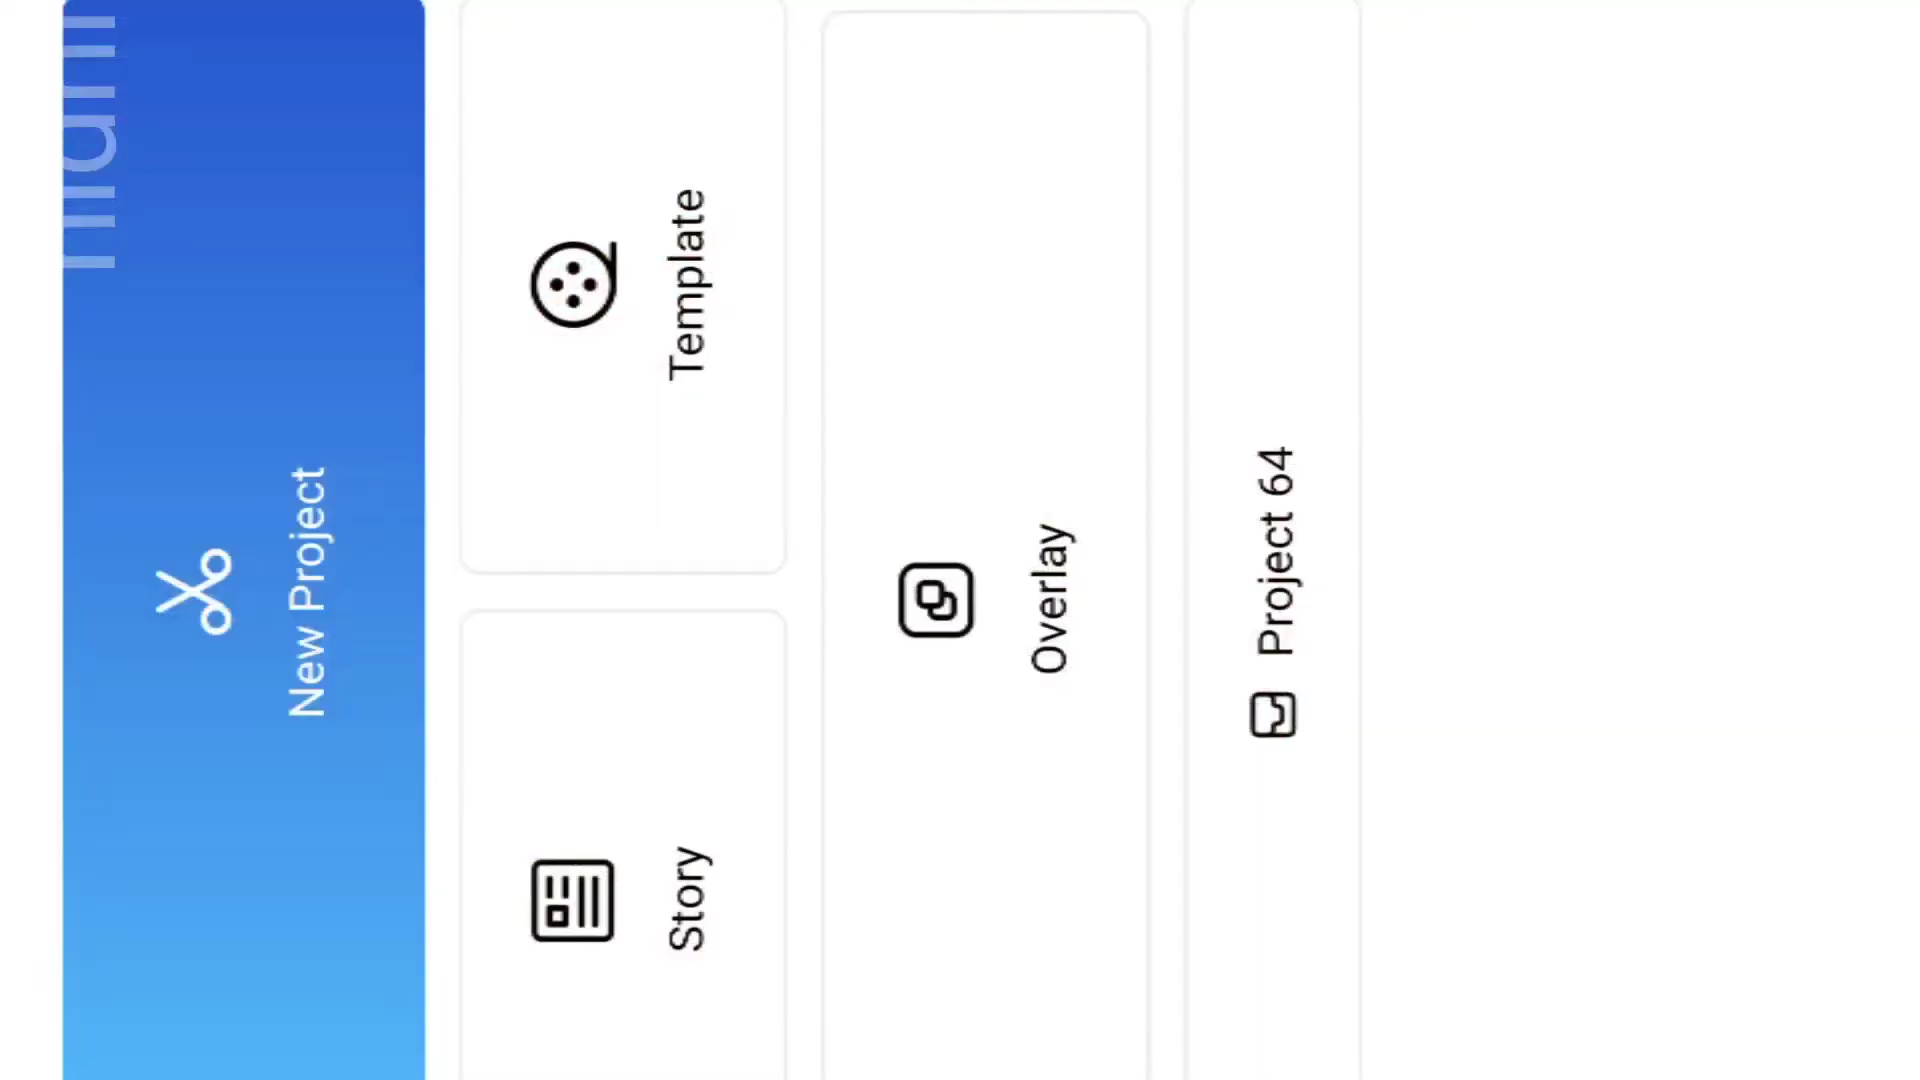 New Project
Story
Template
Overlay
Project 64